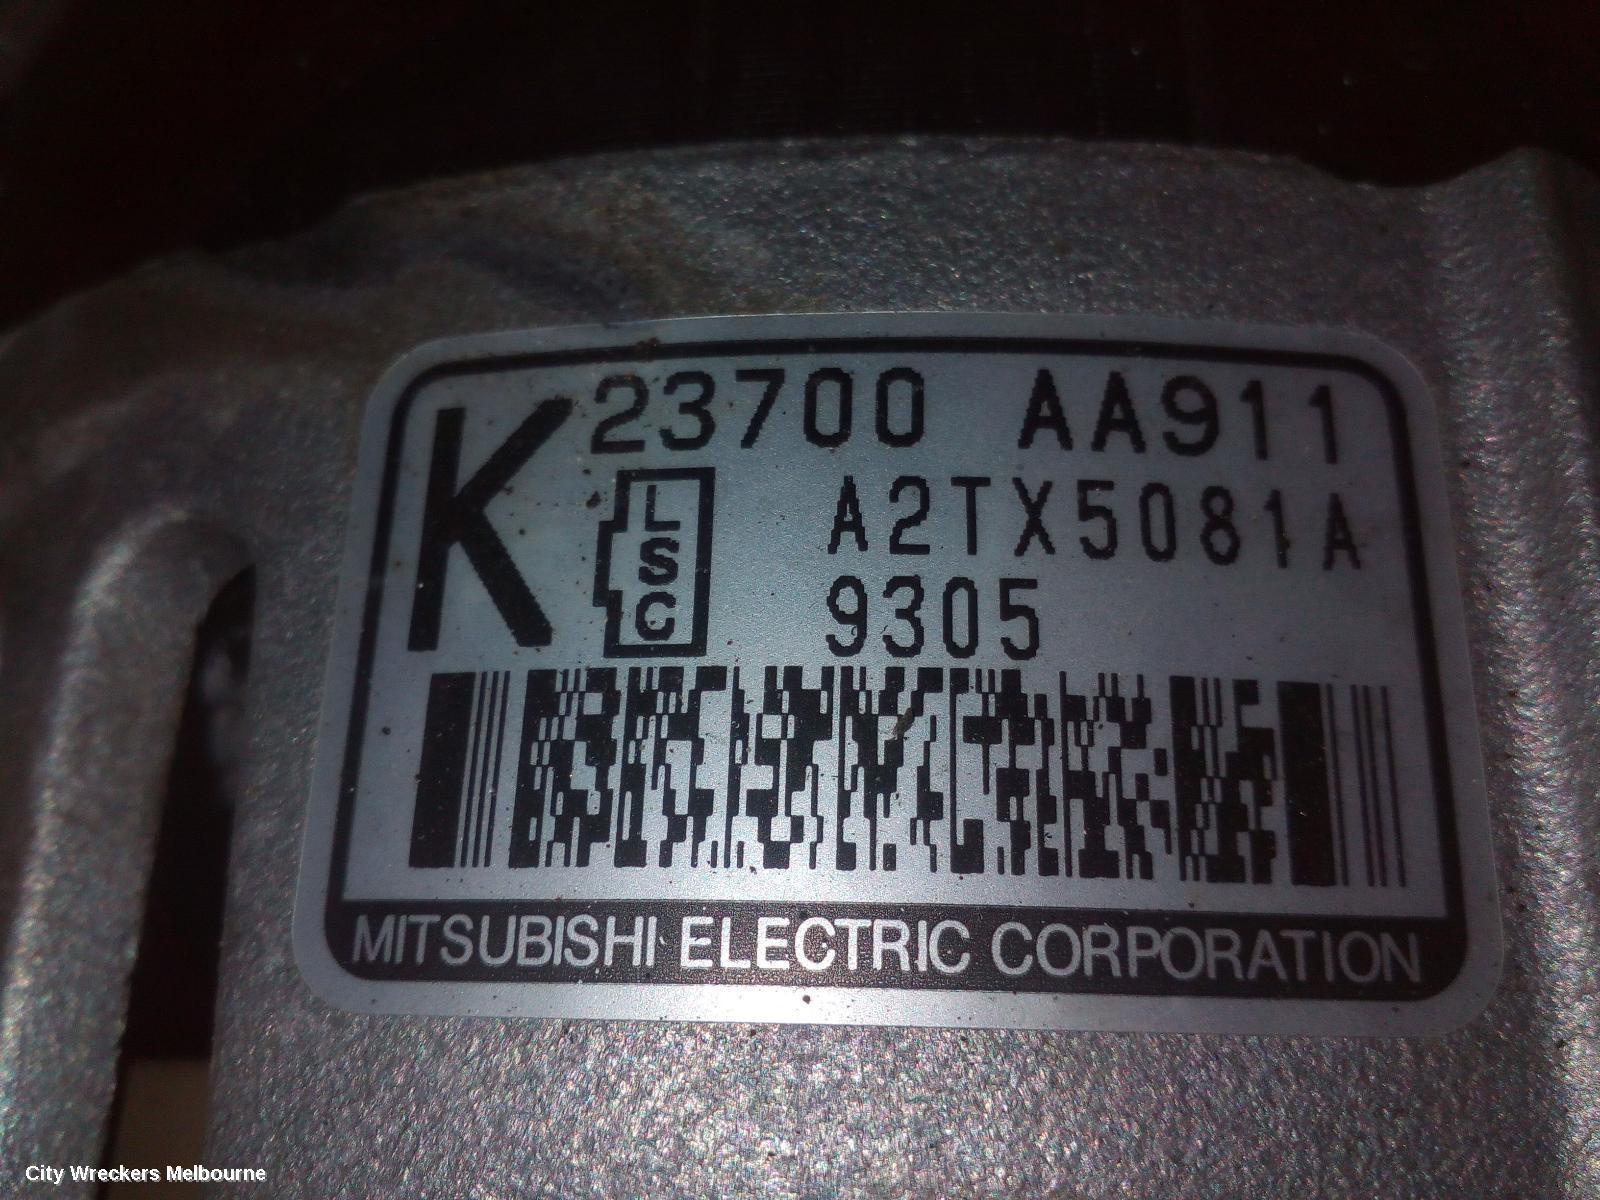 K 23700 AA911
LSC A2TX5081A
9305
MITSUBISHI ELECTRIC CORPORATION
City Wreckers Melbourne